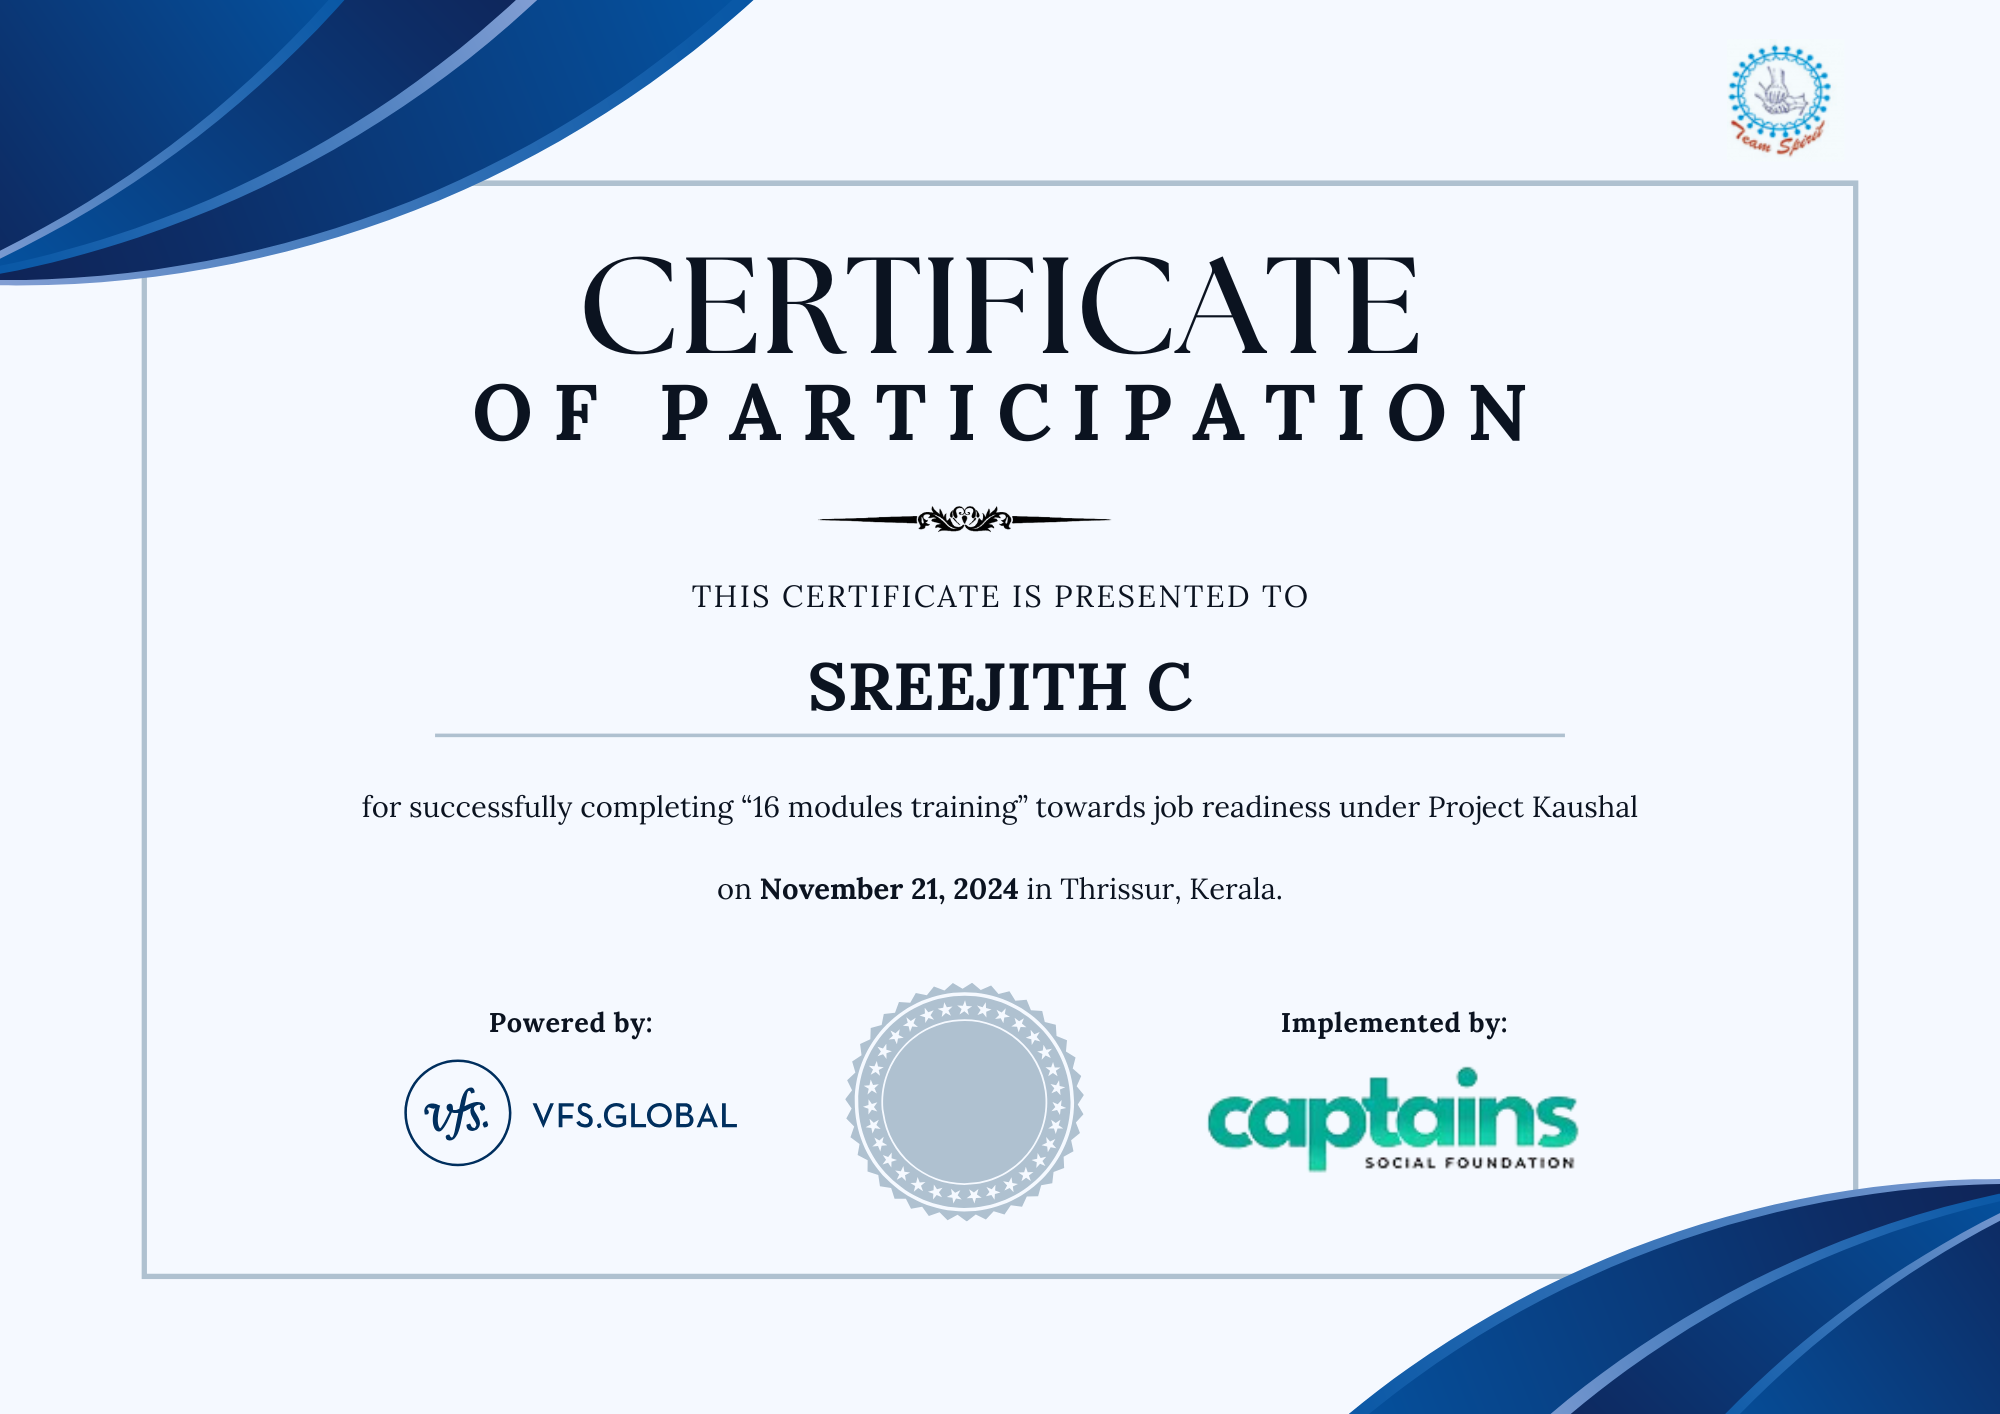 Team Spirit
CERTIFICATE
OF PARTICIPATION
THIS CERTIFICATE IS PRESENTED TO
SREEJITH C
for successfully completing “16 modules training” towards job readiness under Project Kaushal
on November 21, 2024 in Thrissur, Kerala.
Powered by:
vfs. VFS.GLOBAL
Implemented by:
captains
SOCIAL FOUNDATION